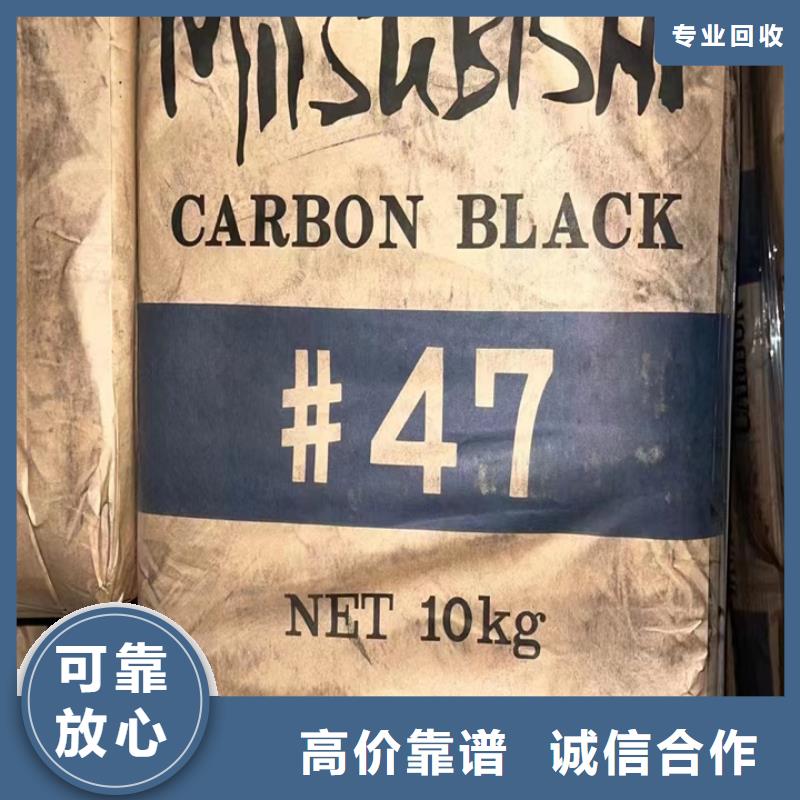 专业回收
MITSUBISHI
CARBON BLACK
#47
NET 10kg
CARBON
可靠
放心
高价靠谱 诚信合作